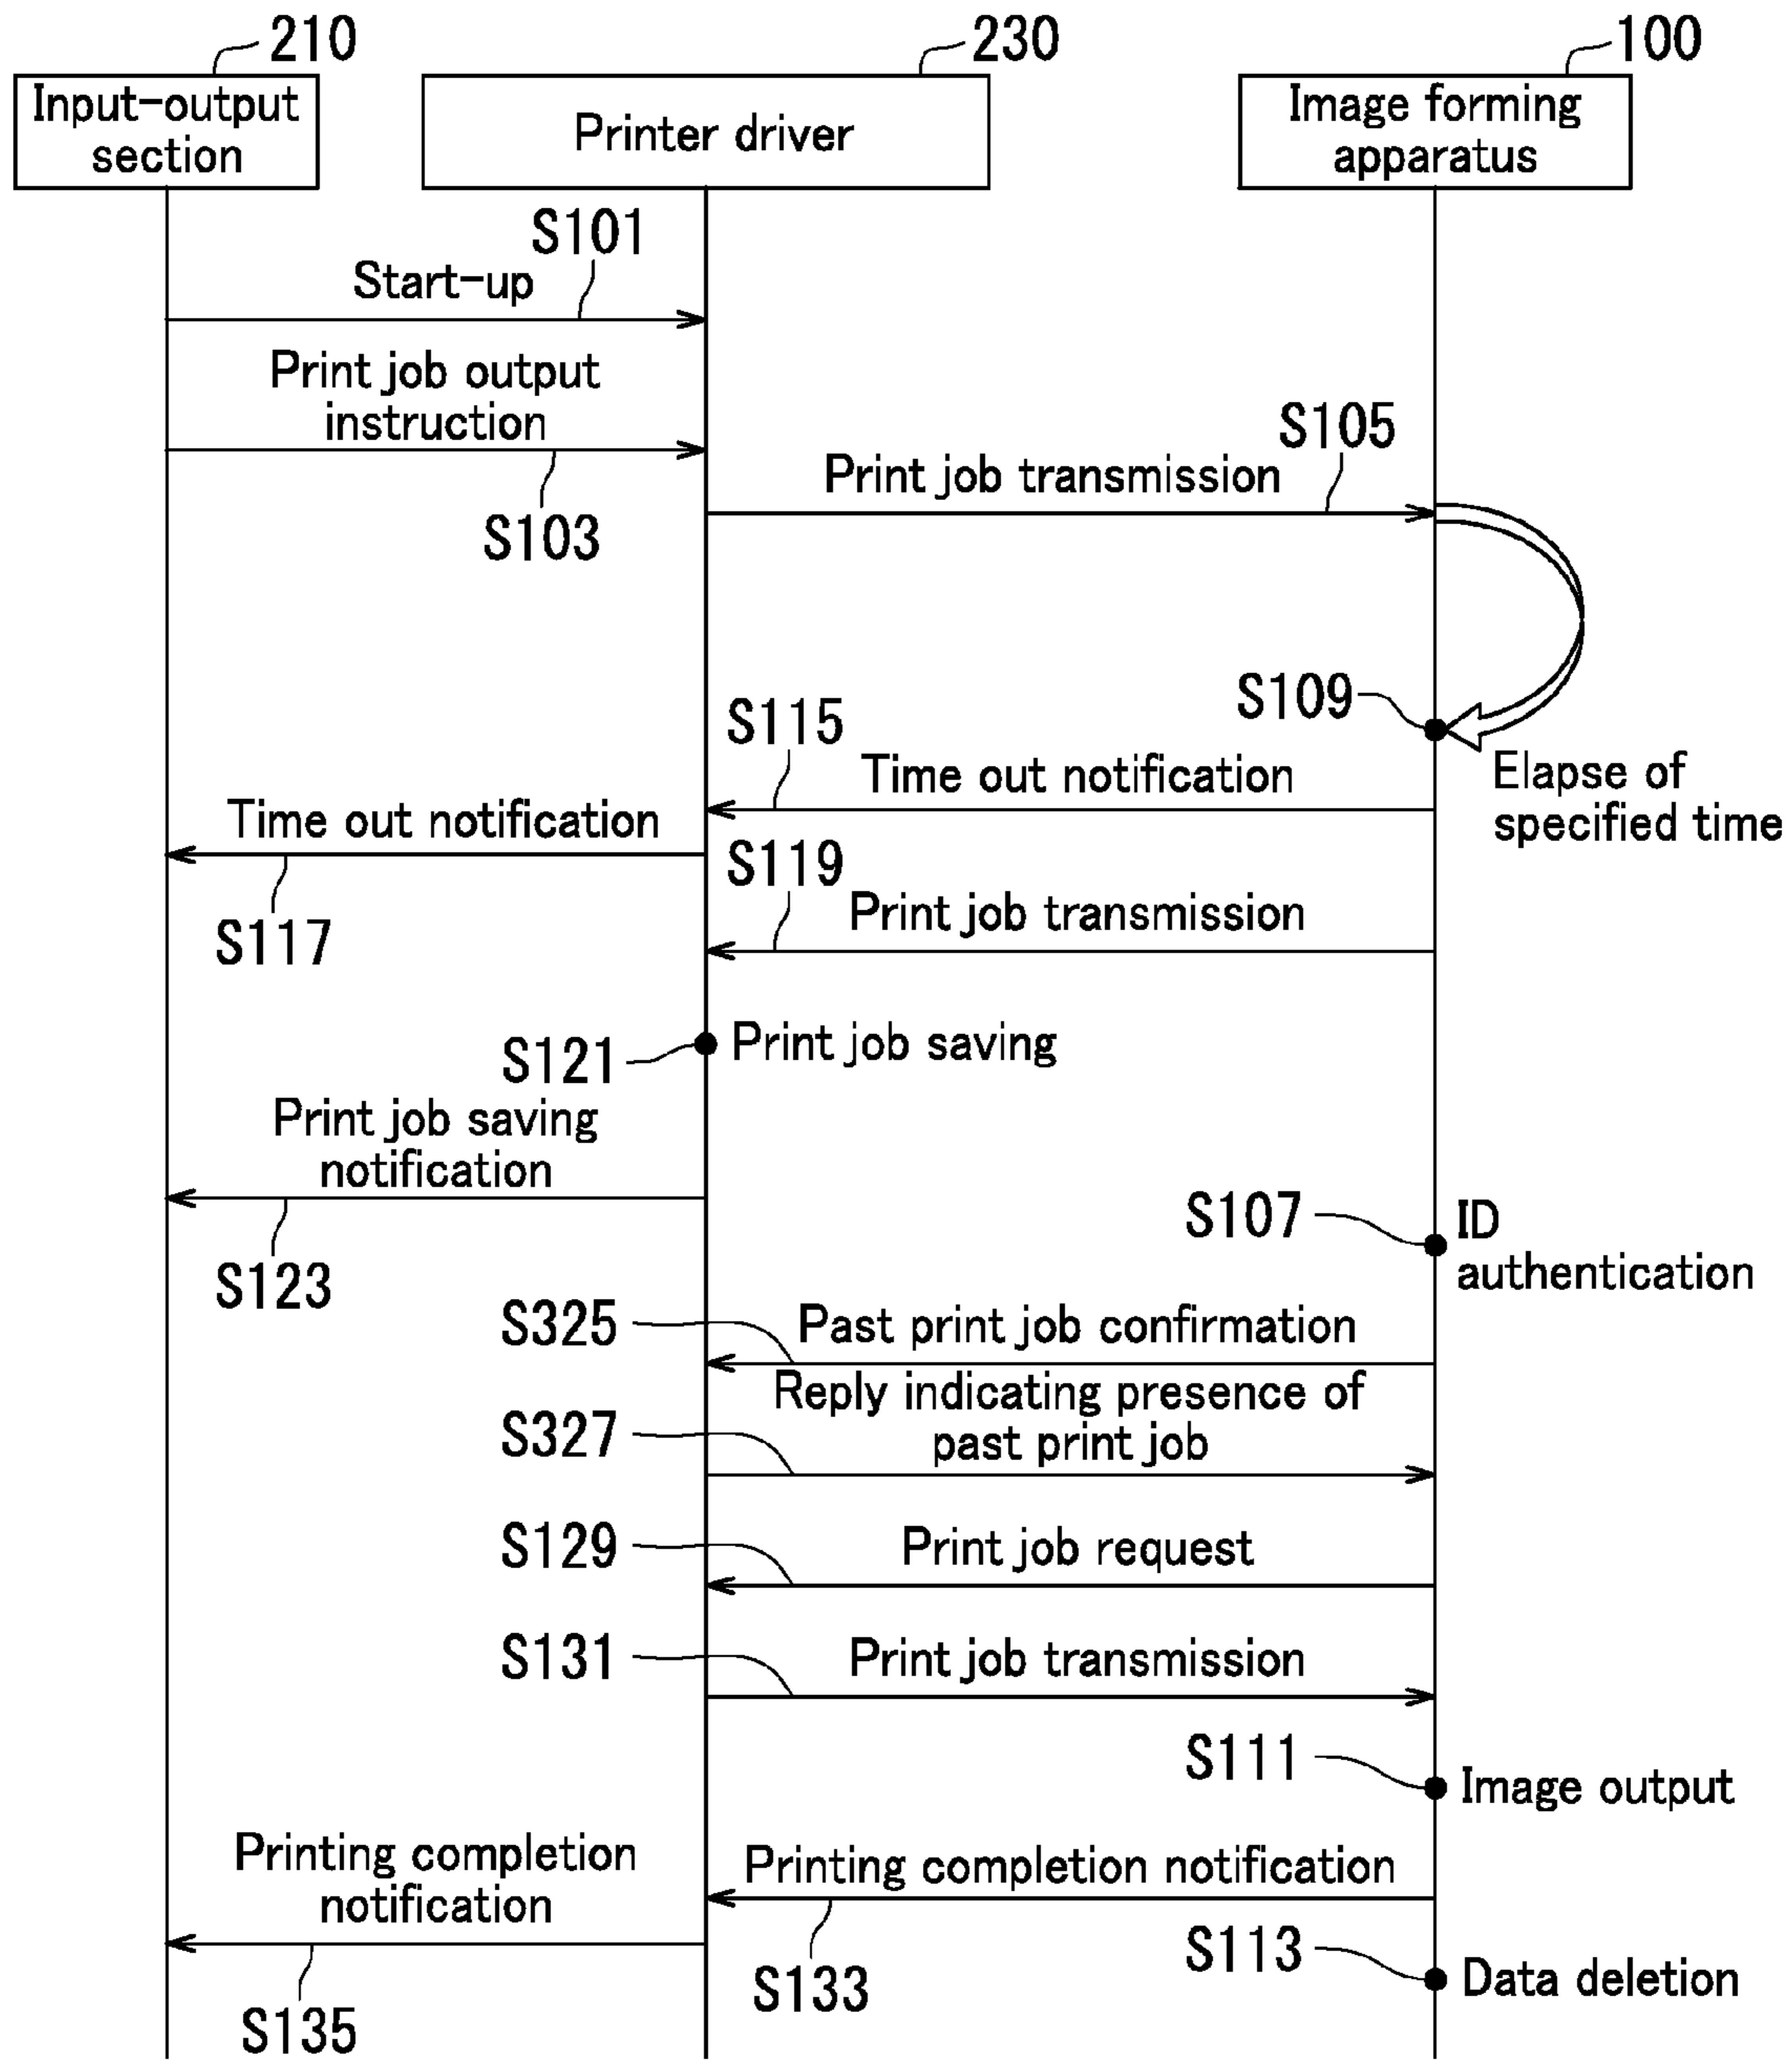 210
230
100
Input-output
section
Printer driver
Image forming
apparatus
S101
Start-up
Print job output
instruction
S103
S105
Print job transmission
S109
Elapse of
specified time
S115
Time out notification
Time out notification
S117
S119
Print job transmission
S121
Print job saving
Print job saving
notification
S123
S107
ID
authentication
S325
Past print job confirmation
S327
Reply indicating presence of
past print job
S129
Print job request
S131
Print job transmission
S111
Image output
Printing completion
notification
Printing completion notification
S133
S113
Data deletion
S135